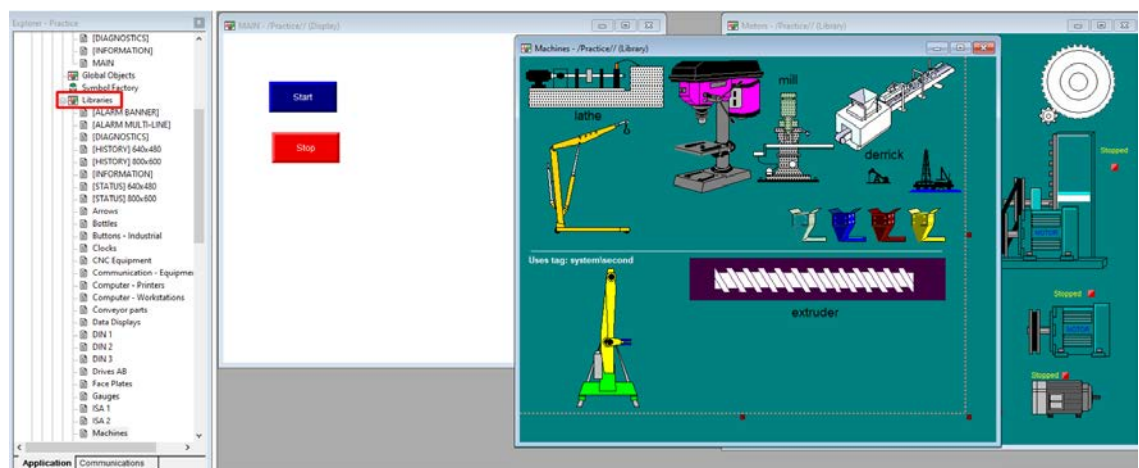 Explorer - Practice
[DIAGNOSTICS]
[INFORMATION]
MAIN
Global Objects
Symbol Factory
Libraries
[ALARM BANNER]
[ALARM MULTI-LINE]
[DIAGNOSTICS]
[HISTORY] 640x480
[HISTORY] 800x600
[INFORMATION]
[STATUS] 640x480
[STATUS] 800x600
Arrows
Bottles
Buttons - Industrial
Clocks
CNC Equipment
Communication - Equipmer
Computer - Printers
Computer - Workstations
Conveyor parts
Data Displays
DIN 1
DIN 2
DIN 3
Drives AB
Face Plates
Gauges
ISA 1
ISA 2
Machines
Application
Communications
MAIN - /Practice// (Display)
Start
Stop
Motors - /Practice// (Library)
Stopped
MOTOR
Stopped
MOTOR
Stopped
Machines - /Practice// (Library)
lathe
mill
derrick
Uses tag: system\second
extruder